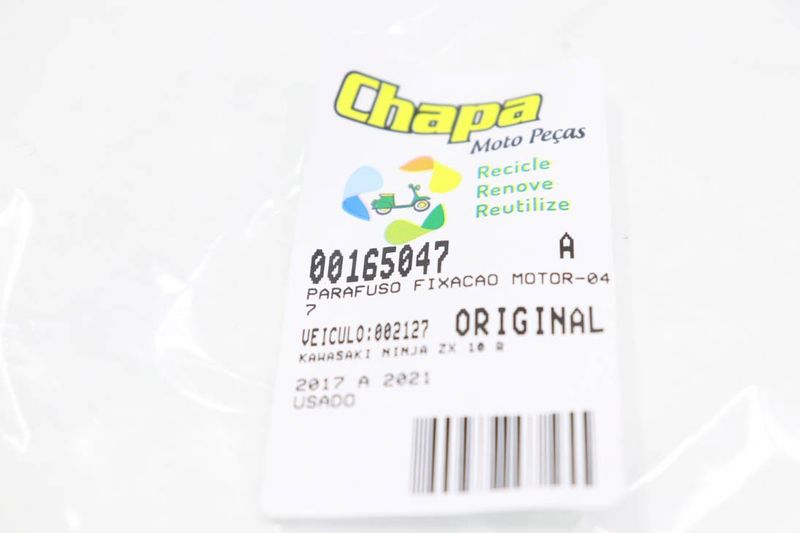 Chapa
Moto Peças
Recicle
Renove
Reutilize
00165047 A
PARAFUSO FIXACAO MOTOR-04
7
VEICULO:002127 ORIGINAL
KAWASAKI NINJA ZX 10 R
2017 A 2021
USADO